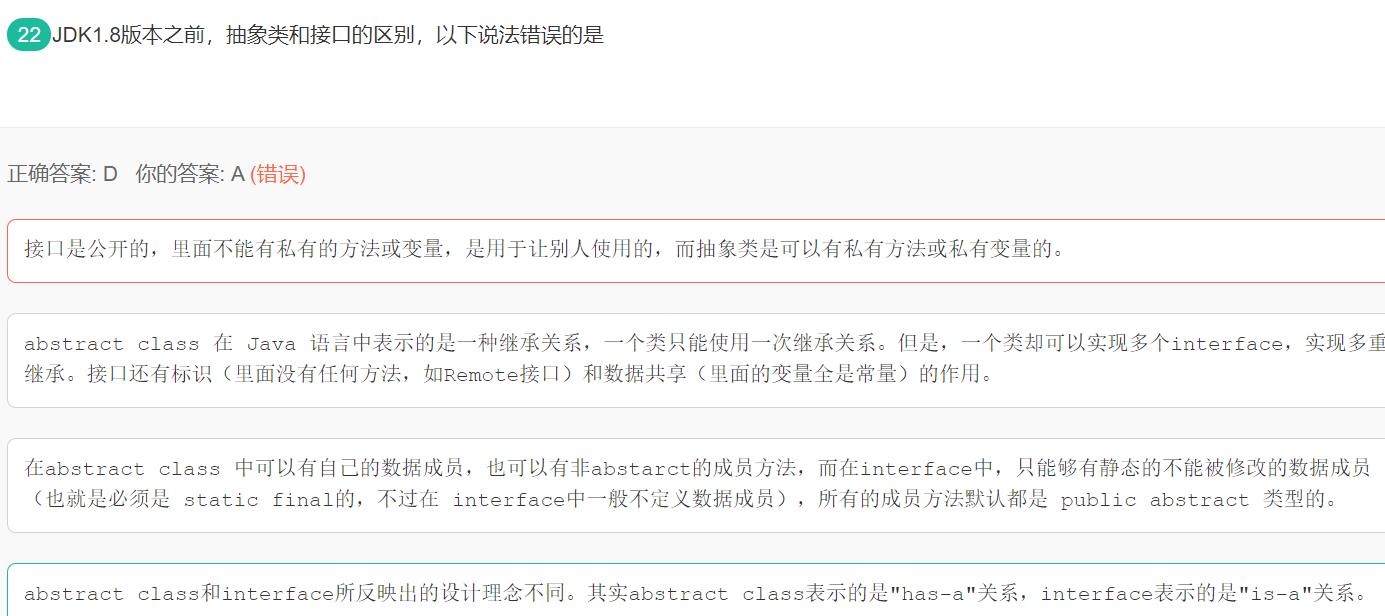 22 JDK1.8版本之前，抽象类和接口的区别，以下说法错误的是
正确答案: D 你的答案: A (错误)
接口是公开的，里面不能有私有的方法或变量，是用于让别人使用的，而抽象类是可以有私有方法或私有变量的。
abstract class 在 Java 语言中表示的是一种继承关系，一个类只能使用一次继承关系。但是，一个类却可以实现多个interface，实现多重
继承。接口还有标识（里面没有任何方法，如Remote接口）和数据共享（里面的变量全是常量）的作用。
在abstract class 中可以有自己的数据成员，也可以有非abstarct的成员方法，而在interface中，只能够有静态的不能被修改的数据成员
（也就是必须是 static final的，不过在 interface中一般不定义数据成员），所有的成员方法默认都是 public abstract 类型的。
abstract class和interface所反映出的设计理念不同。其实abstract class表示的是"has-a"关系，interface表示的是"is-a"关系。